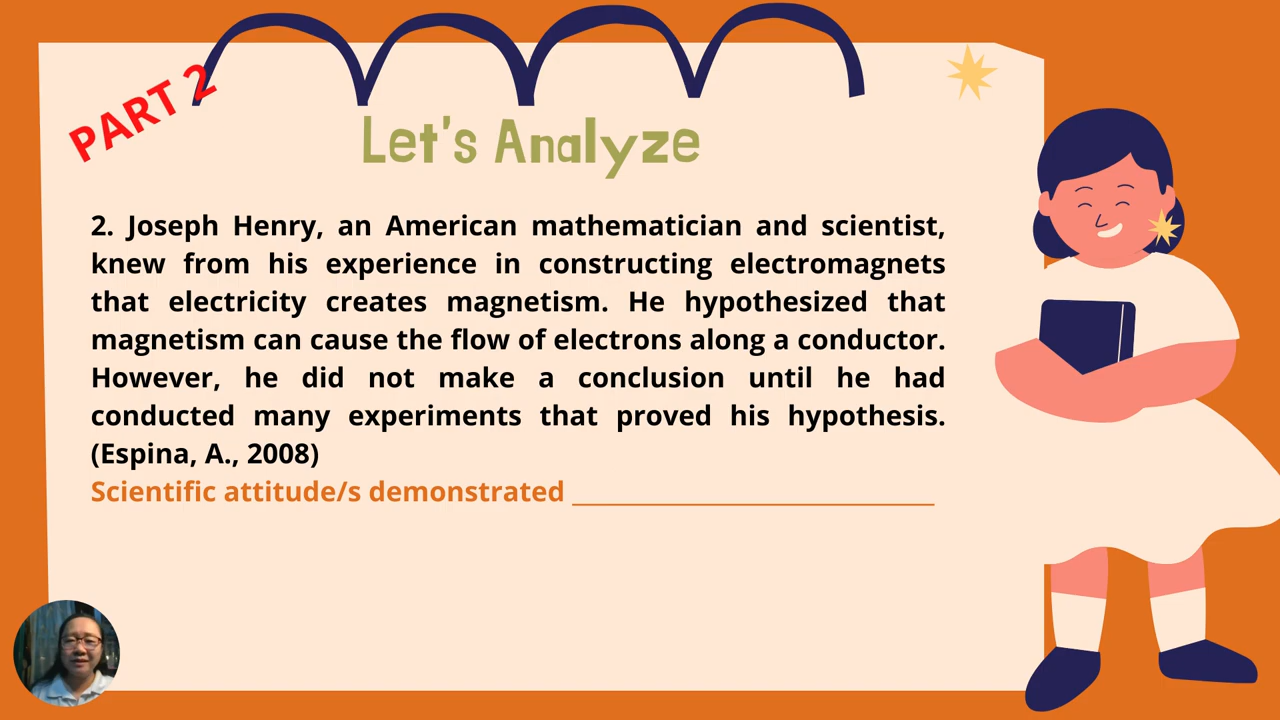 PART 2
Let's Analyze
2. Joseph Henry, an American mathematician and scientist,
knew from his experience in constructing electromagnets
that electricity creates magnetism. He hypothesized that
magnetism can cause the flow of electrons along a conductor.
However, he did not make a conclusion until he had
conducted many experiments that proved his hypothesis.
(Espina, A., 2008)
Scientific attitude/s demonstrated ________________________